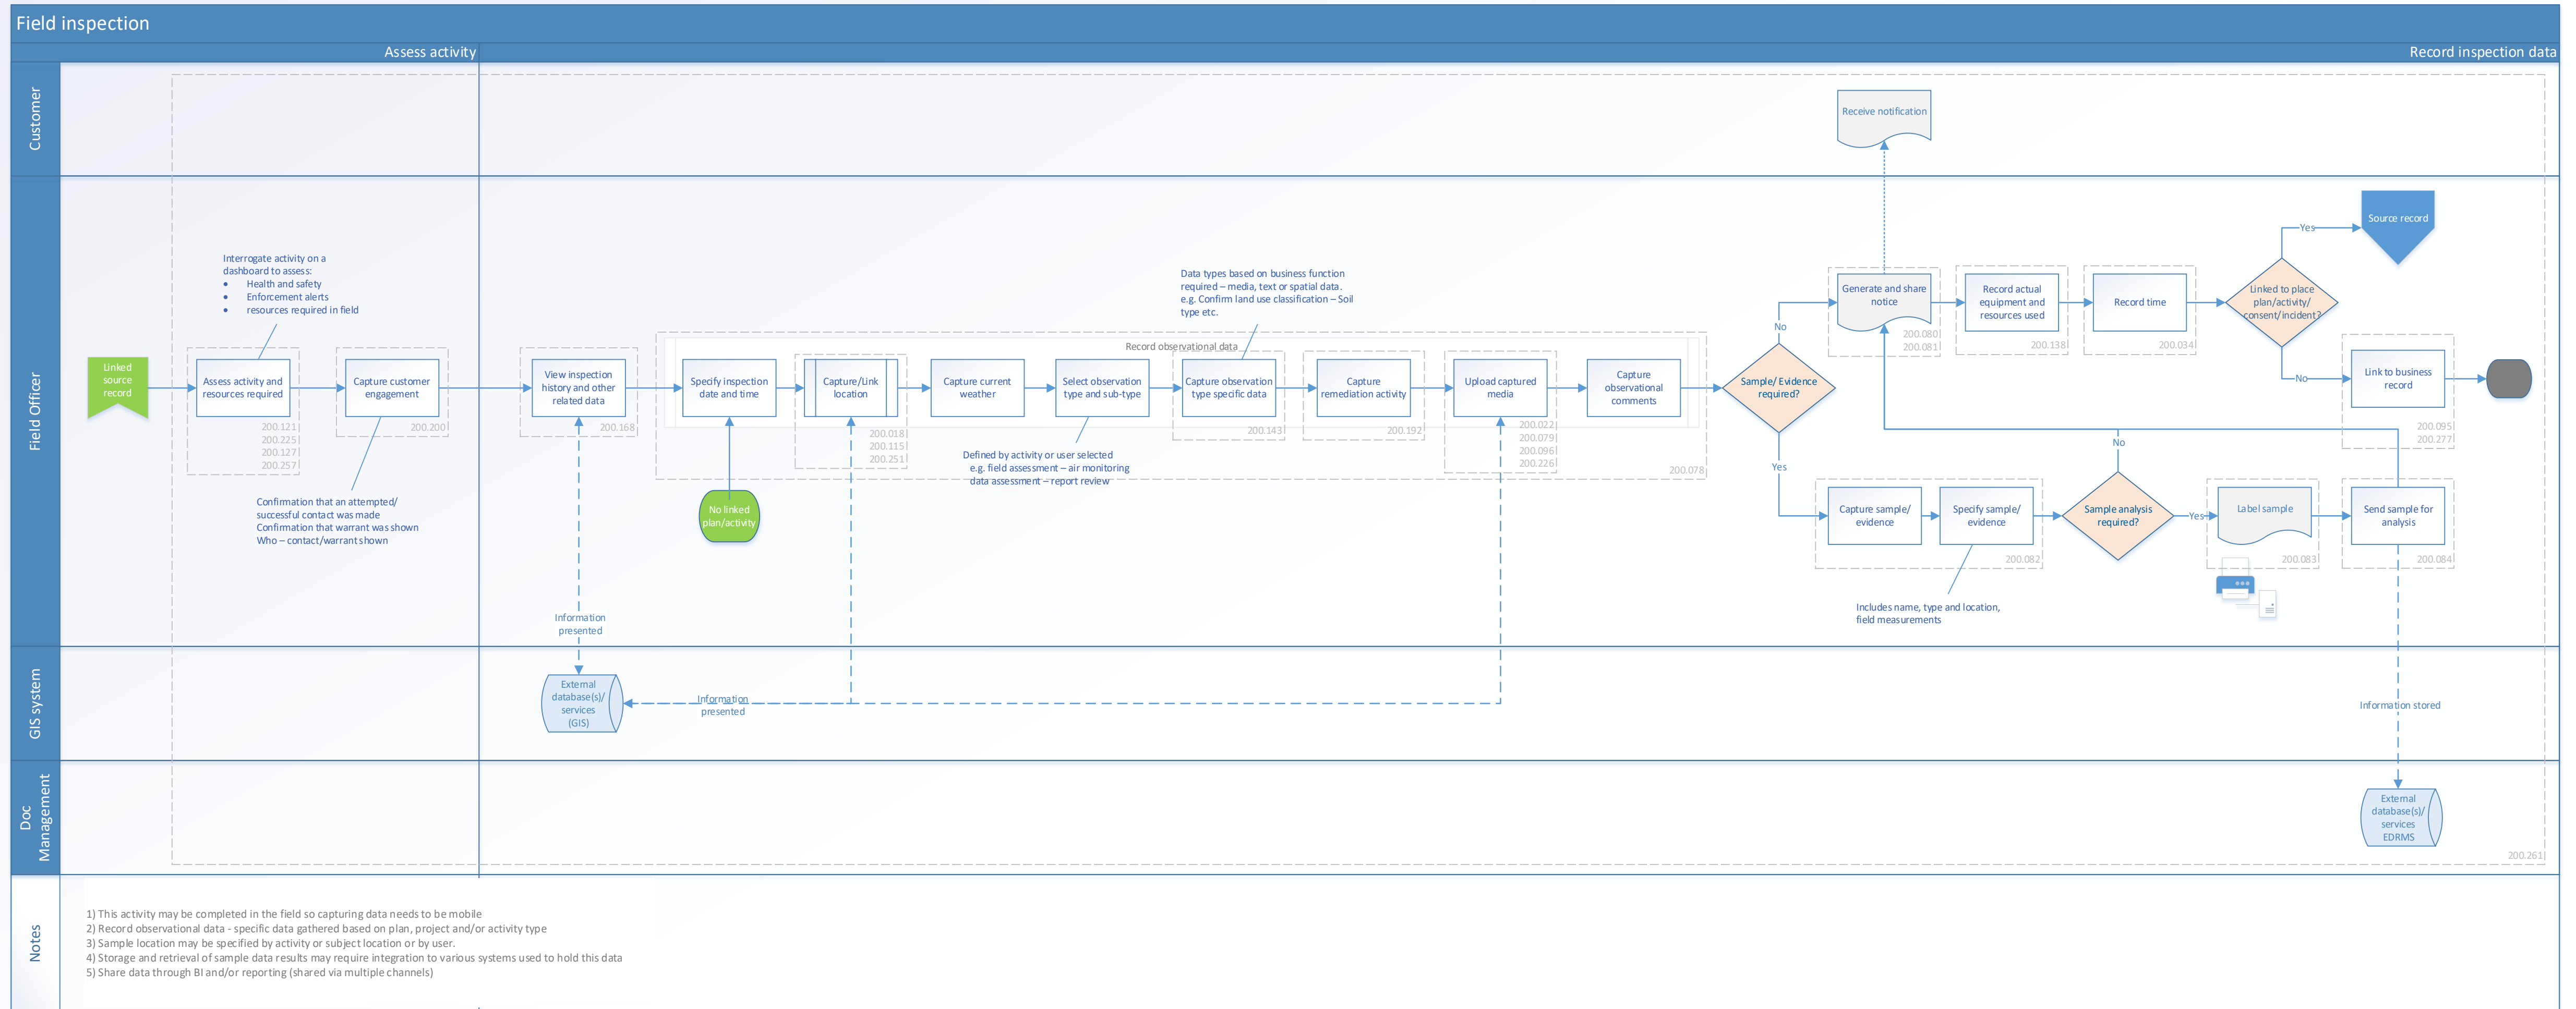 Field inspection
Assess activity
Record inspection data
Customer
Receive notification
Field Officer
Linked
source
record
Interrogate activity on a
dashboard to assess:
• Health and safety
• Enforcement alerts
• resources required in field
Assess activity and
resources required
200.121
200.225
200.127
200.257
Capture customer
engagement
200.200
Confirmation that an attempted/
successful contact was made
Confirmation that warrant was shown
Who – contact/warrant shown
View inspection
history and other
related data
200.168
Information
presented
Record observational data
Specify inspection
date and time
No linked
plan/activity
Capture/Link
location
200.018
200.115
200.251
Capture current
weather
Select observation
type and sub-type
Defined by activity or user selected
e.g. field assessment – air monitoring
data assessment – report review
Data types based on business function
required – media, text or spatial data.
e.g. Confirm land use classification – Soil
type etc.
Capture observation
type specific data
200.143
Capture
remediation activity
200.192
Upload captured
media
200.022
200.079
200.096
200.226
Capture
observational
comments
200.078
Sample/ Evidence
required?
No
Yes
Generate and share
notice
200.080
200.081
Record actual
equipment and
resources used
200.138
Record time
200.034
Linked to place
plan/activity/
consent/incident?
Yes
Source record
No
Link to business
record
200.095
200.277
Capture sample/
evidence
Specify sample/
evidence
200.082
Includes name, type and location,
field measurements
Sample analysis
required?
No
Yes
Label sample
200.083
Send sample for
analysis
200.084
GIS system
External
database(s)/
services
(GIS)
Information
presented
Information stored
Doc
Management
External
database(s)/
services
EDRMS
200.261
Notes
1) This activity may be completed in the field so capturing data needs to be mobile
2) Record observational data - specific data gathered based on plan, project and/or activity type
3) Sample location may be specified by activity or subject location or by user.
4) Storage and retrieval of sample data results may require integration to various systems used to hold this data
5) Share data through BI and/or reporting (shared via multiple channels)